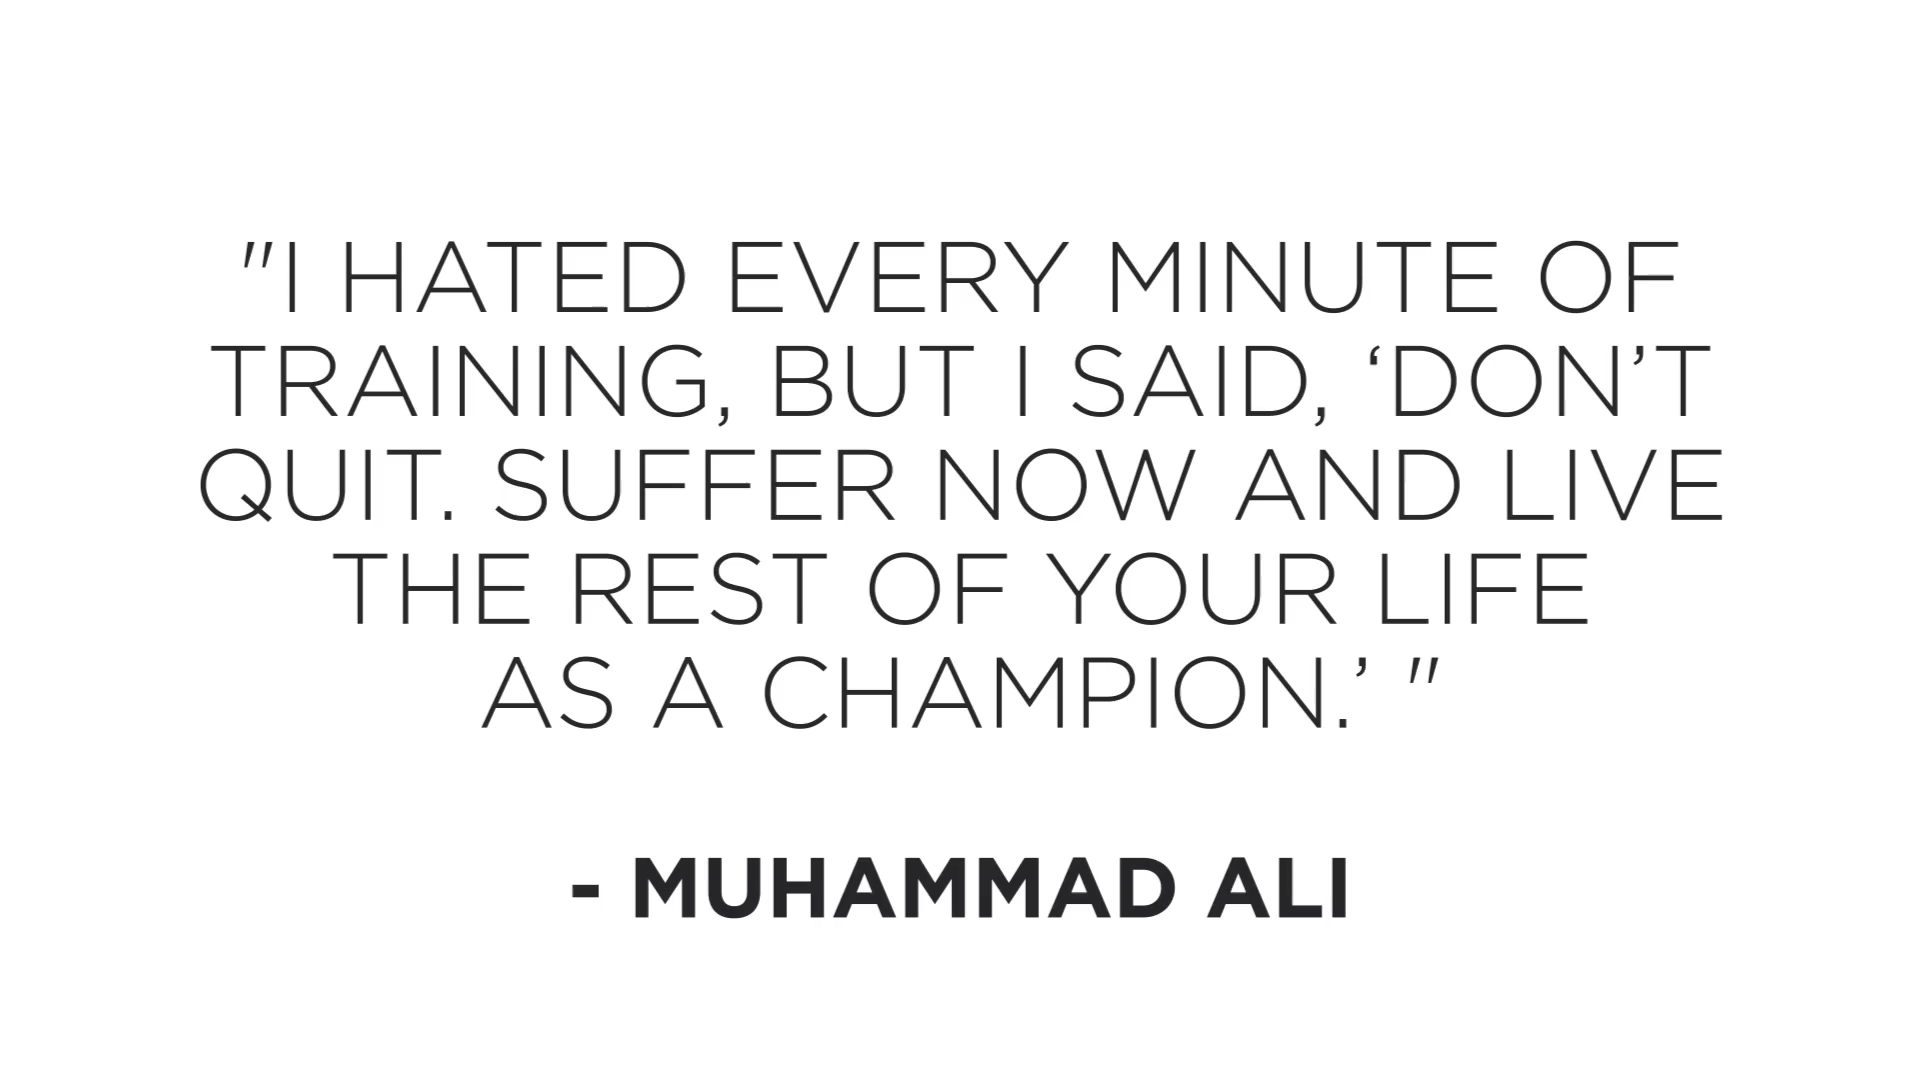 "I HATED EVERY MINUTE OF
TRAINING, BUT I SAID, ‘DON’T
QUIT. SUFFER NOW AND LIVE
THE REST OF YOUR LIFE
AS A CHAMPION.’ "
- MUHAMMAD ALI